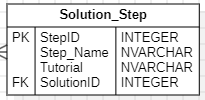 Solution_Step
PK StepID INTEGER
Step_Name NVARCHAR
Tutorial NVARCHAR
FK SolutionID INTEGER